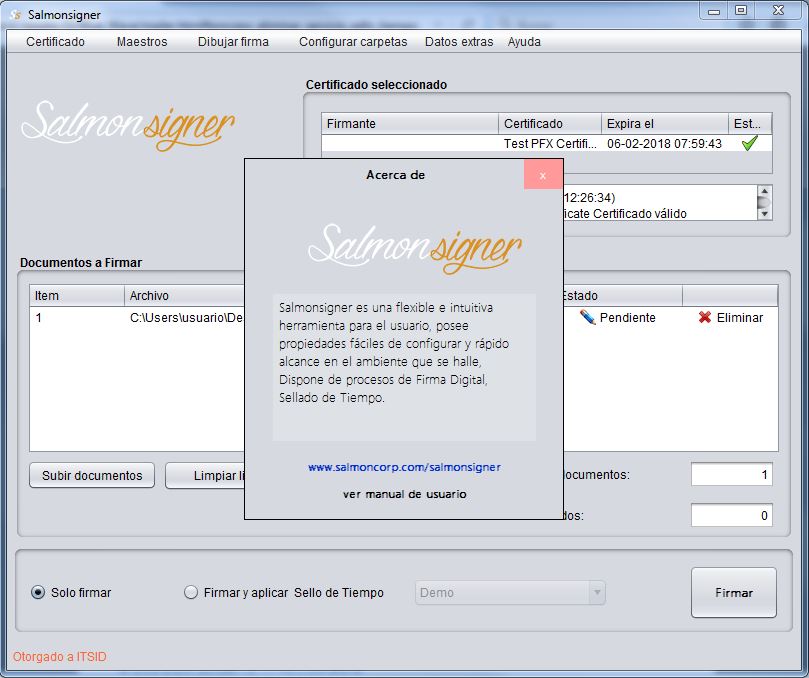 Salmonsigner
Certificado Maestros Dibujar firma Configurar carpetas Datos extras Ayuda
Salmonsigner
Certificado seleccionado
Firmante Certificado Expira el Est...
Test PFX Certifi... 06-02-2018 07:59:43
12:26:34)
icate Certificado válido
Acerca de
x
Salmonsigner
Salmonsigner es una flexible e intuitiva
herramienta para el usuario, posee
propiedades fáciles de configurar y rápido
alcance en el ambiente que se halle,
Dispone de procesos de Firma Digital,
Sellado de Tiempo.
www.salmoncorp.com/salmonsigner
ver manual de usuario
Documentos a Firmar
Item Archivo Estado
1 C:\Users\usuario\De Pendiente Eliminar
Subir documentos Limpiar li ocumentos: 1
dos: 0
Solo firmar Firmar y aplicar Sello de Tiempo Demo Firmar
Otorgado a ITSID